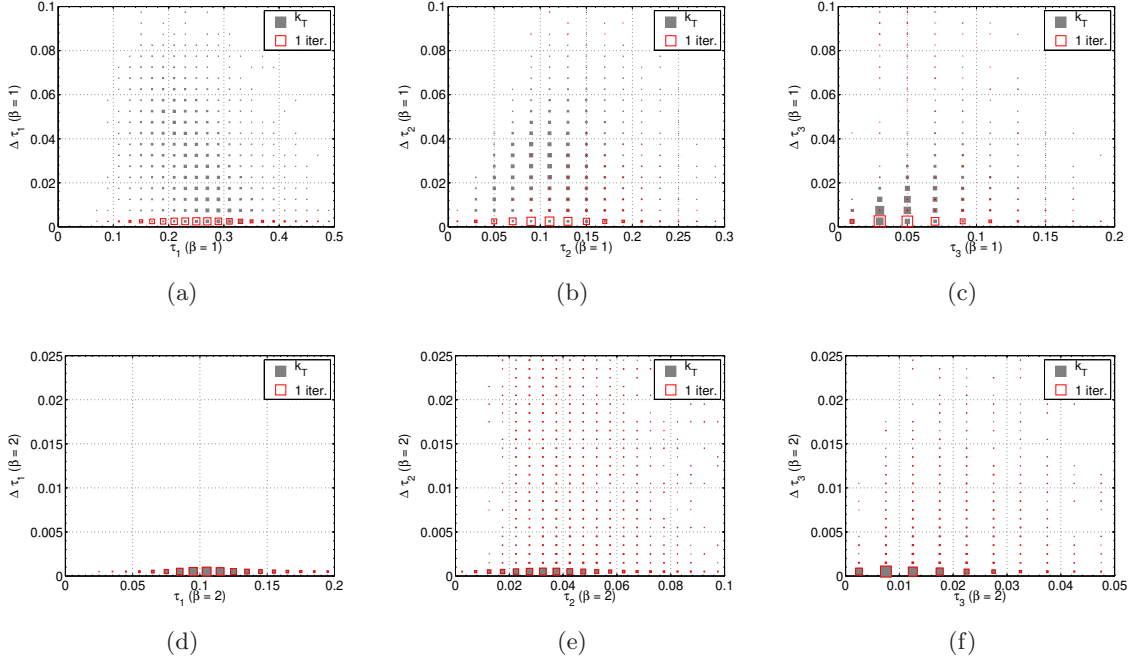 0.1
0.08
0.06
0.04
0.02
0
Δ τ₁ (β = 1)
k_T
1 iter.
0 0.1 0.2 0.3 0.4 0.5
τ₁ (β = 1)
(a)
0.1
0.08
0.06
0.04
0.02
0
Δ τ₂ (β = 1)
k_T
1 iter.
0 0.05 0.1 0.15 0.2 0.25 0.3
τ₂ (β = 1)
(b)
0.1
0.08
0.06
0.04
0.02
0
Δ τ₃ (β = 1)
k_T
1 iter.
0 0.05 0.1 0.15 0.2
τ₃ (β = 1)
(c)
0.025
0.02
0.015
0.01
0.005
0
Δ τ₁ (β = 2)
k_T
1 iter.
0 0.05 0.1 0.15 0.2
τ₁ (β = 2)
(d)
0.025
0.02
0.015
0.01
0.005
0
Δ τ₂ (β = 2)
k_T
1 iter.
0 0.02 0.04 0.06 0.08 0.1
τ₂ (β = 2)
(e)
0.025
0.02
0.015
0.01
0.005
0
Δ τ₃ (β = 2)
k_T
1 iter.
0 0.01 0.02 0.03 0.04 0.05
τ₃ (β = 2)
(f)